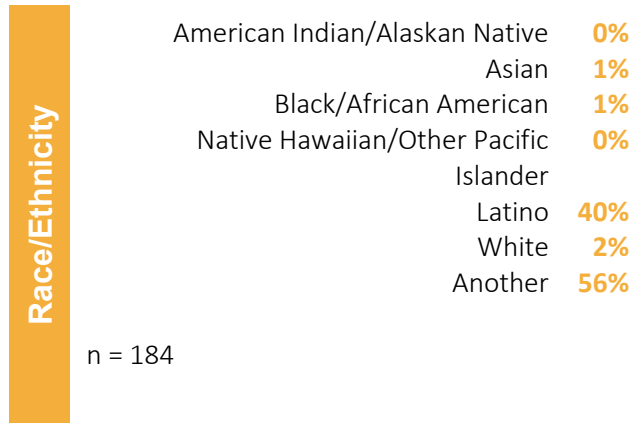 Race/Ethnicity
American Indian/Alaskan Native 0%
Asian 1%
Black/African American 1%
Native Hawaiian/Other Pacific 0%
Islander
Latino 40%
White 2%
Another 56%
n = 184